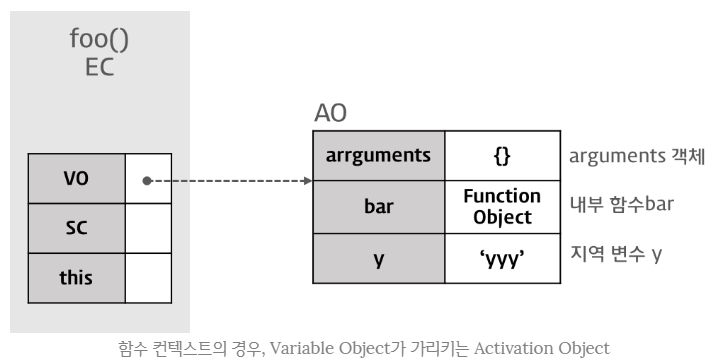 foo()
EC
AO
VO
SC
this
arrguments {} arguments 객체
bar Function Object 내부 함수bar
y ‘yyy’ 지역 변수 y
함수 컨텍스트의 경우, Variable Object가 가리키는 Activation Object